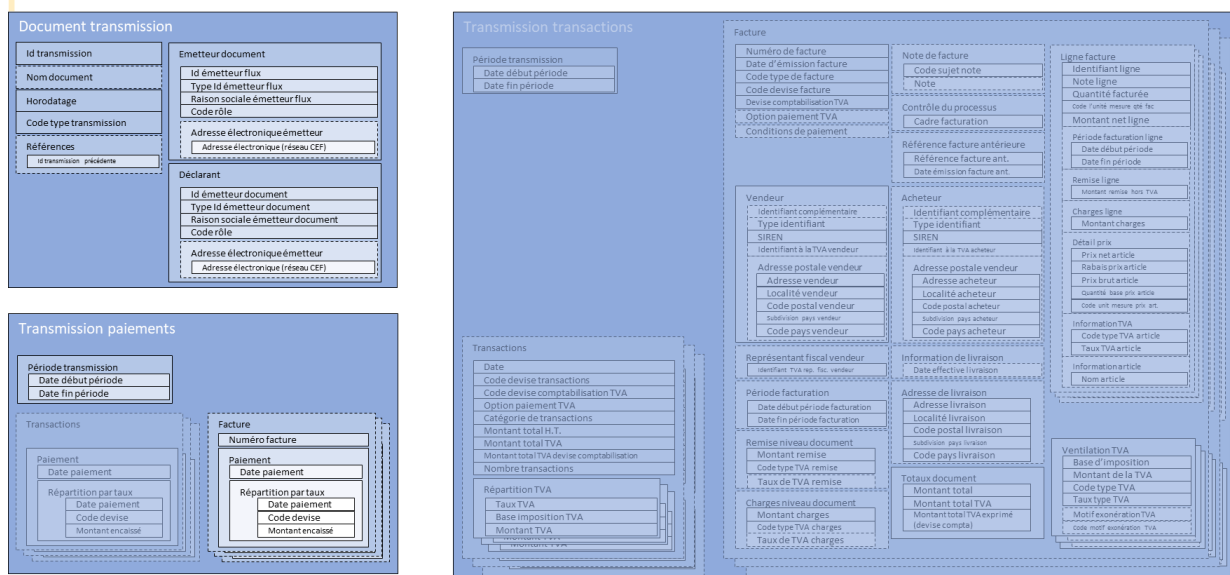 Document transmission
Id transmission
Nom document
Horodatage
Code type transmission
Références
Id transmission précédente
Emetteur document
Id émetteur flux
Type Id émetteur flux
Raison sociale émetteur flux
Code rôle
Adresse électronique émetteur
Adresse électronique (réseau CEF)
Déclarant
Id émetteur document
Type Id émetteur document
Raison sociale émetteur document
Code rôle
Adresse électronique émetteur
Adresse électronique (réseau CEF)
Transmission paiements
Période transmission
Date début période
Date fin période
Transactions
Paiement
Date paiement
Répartition par taux
Date paiement
Code devise
Montant encaissé
Facture
Numéro facture
Paiement
Date paiement
Répartition par taux
Date paiement
Code devise
Montant encaissé
Transmission transactions
Période transmission
Date début période
Date fin période
Transactions
Date
Code devise transactions
Code devise comptabilisation TVA
Option paiement TVA
Catégorie de transactions
Montant total H.T.
Montant total TVA
Montant total TVA devise comptabilisation
Nombre transactions
Répartition TVA
Taux TVA
Base imposition TVA
Montant TVA
Montant TVA
Montant TVA
Facture
Numéro de facture
Date d'émission facture
Code type de facture
Code devise facture
Devise comptabilisation TVA
Option paiement TVA
Conditions de paiement
Note de facture
Code sujet note
Note
Contrôle du processus
Cadre facturation
Référence facture antérieure
Référence facture ant.
Date émission facture ant.
Vendeur
Identifiant complémentaire
Type identifiant
SIREN
Identifiant à la TVA vendeur
Adresse postale vendeur
Adresse vendeur
Localité vendeur
Code postal vendeur
Subdivision pays vendeur
Code pays vendeur
Acheteur
Identifiant complémentaire
Type identifiant
SIREN
Identifiant à la TVA acheteur
Adresse postale vendeur
Adresse acheteur
Localité acheteur
Code postal acheteur
Subdivision pays acheteur
Code pays acheteur
Représentant fiscal vendeur
Identifiant TVA rep. fisc. vendeur
Information de livraison
Date effective livraison
Période facturation
Date début période facturation
Date fin période facturation
Adresse de livraison
Adresse livraison
Localité livraison
Code postal livraison
Subdivision pays livraison
Code pays livraison
Remise niveau document
Montant remise
Code type TVA remise
Taux de TVA remise
Charges niveau document
Montant charges
Code type TVA charges
Taux de TVA charges
Totaux document
Montant total
Montant total TVA
Montant total TVA exprimé
(devise compta)
Ligne facture
Identifiant ligne
Note ligne
Quantité facturée
Code l'unité mesure qté fac
Montant net ligne
Période facturation ligne
Date début période
Date fin période
Remise ligne
Montant remise hors TVA
Charges ligne
Montant charges
Détail prix
Prix net article
Rabais prix article
Prix brut article
Quantité base prix article
Code unit mesure prix art.
Information TVA
Code type TVA article
Taux TVA article
Information article
Nom article
Ventilation TVA
Base d'imposition
Montant de la TVA
Code type TVA
Taux type TVA
Motif exonération TVA
Code motif exonération TVA